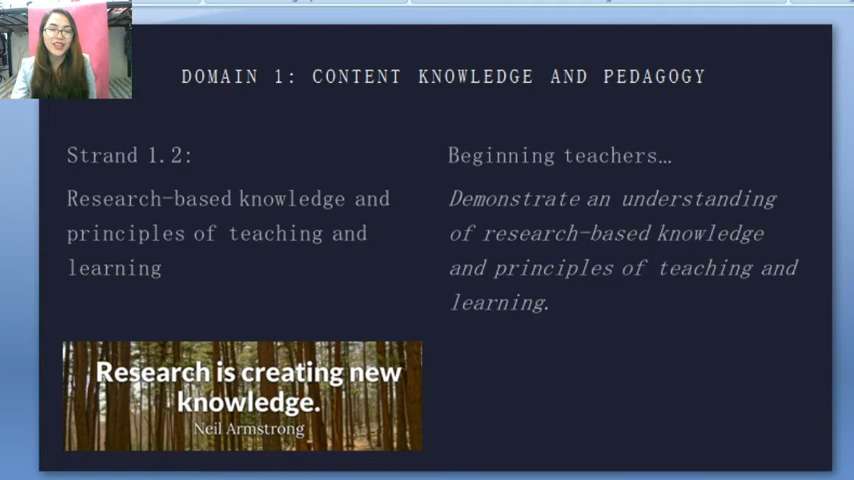 DOMAIN 1: CONTENT KNOWLEDGE AND PEDAGOGY
Strand 1.2:
Research-based knowledge and
principles of teaching and
learning
Beginning teachers…
Demonstrate an understanding
of research-based knowledge
and principles of teaching and
learning.
Research is creating new
knowledge.
Neil Armstrong